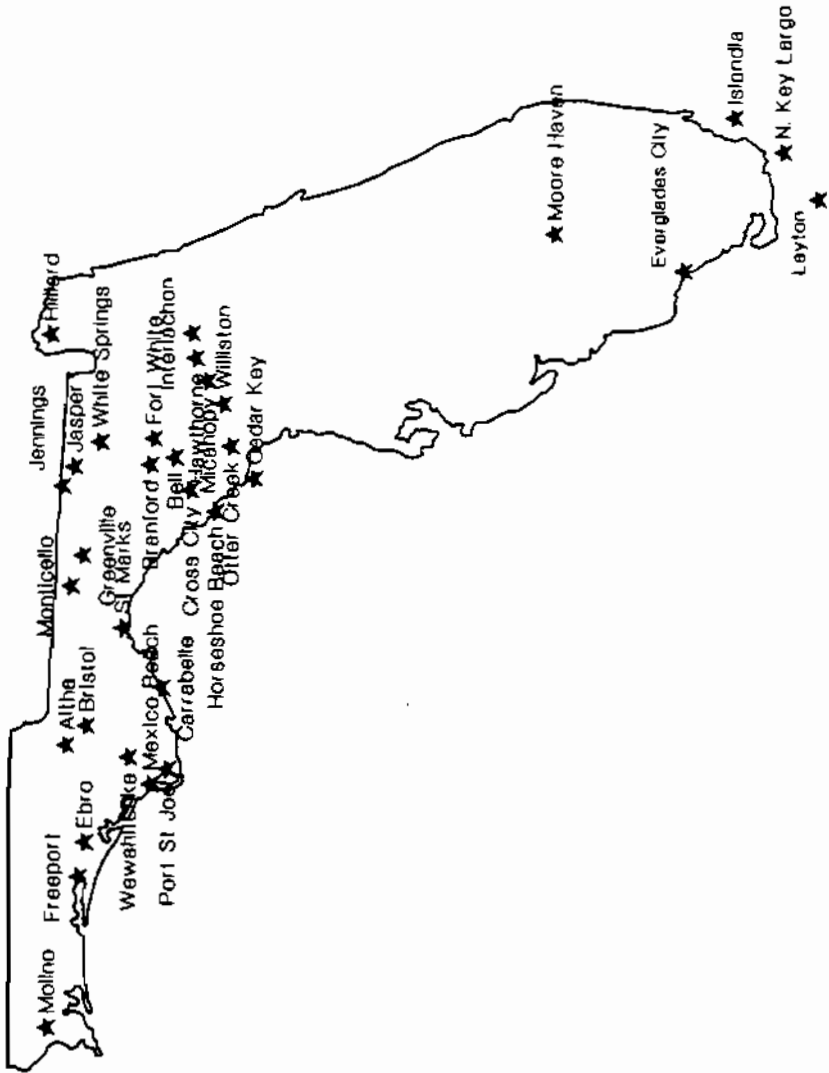 Molino
Freeport
Ebro
Altha
Bristol
Wewahitchka
Mexico Beach
Port St Joe
Carrabelle
Monticello
Greenville
St Marks
Jennings
Jasper
White Springs
Hilliard
Branford
Fort White
Bell
Interlachen
Cross City
Hawthorne
Micanopy
Williston
Horseshoe Beach
Otter Creek
Cedar Key
Moore Haven
Everglades City
Islandia
N. Key Largo
Layton